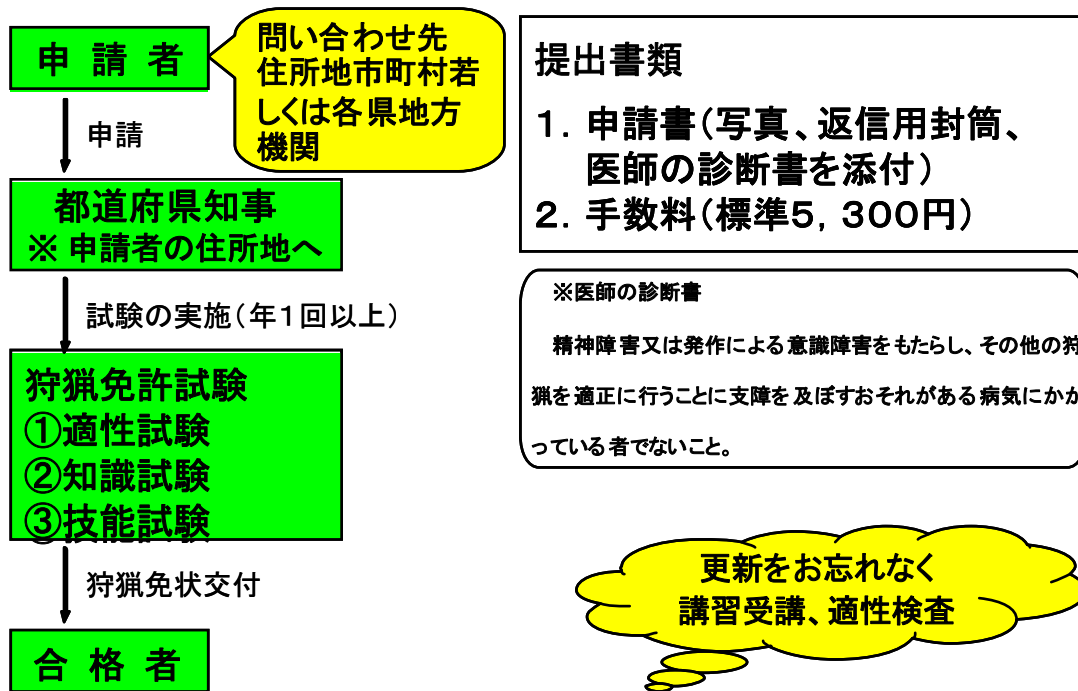 申請者
問い合わせ先
住所地市町村若
しくは各県地方
機関
申請
都道府県知事
※申請者の住所地へ
試験の実施（年1回以上）
狩猟免許試験
①適性試験
②知識試験
③技能試験
狩猟免状交付
合格者
提出書類
1．申請書（写真、返信用封筒、
医師の診断書を添付）
2．手数料（標準5，300円）
※医師の診断書
精神障害又は発作による意識障害をもたらし、その他の狩
猟を適正に行うことに支障を及ぼすおそれがある病気にかか
っている者でないこと。
更新をお忘れなく
講習受講、適性検査